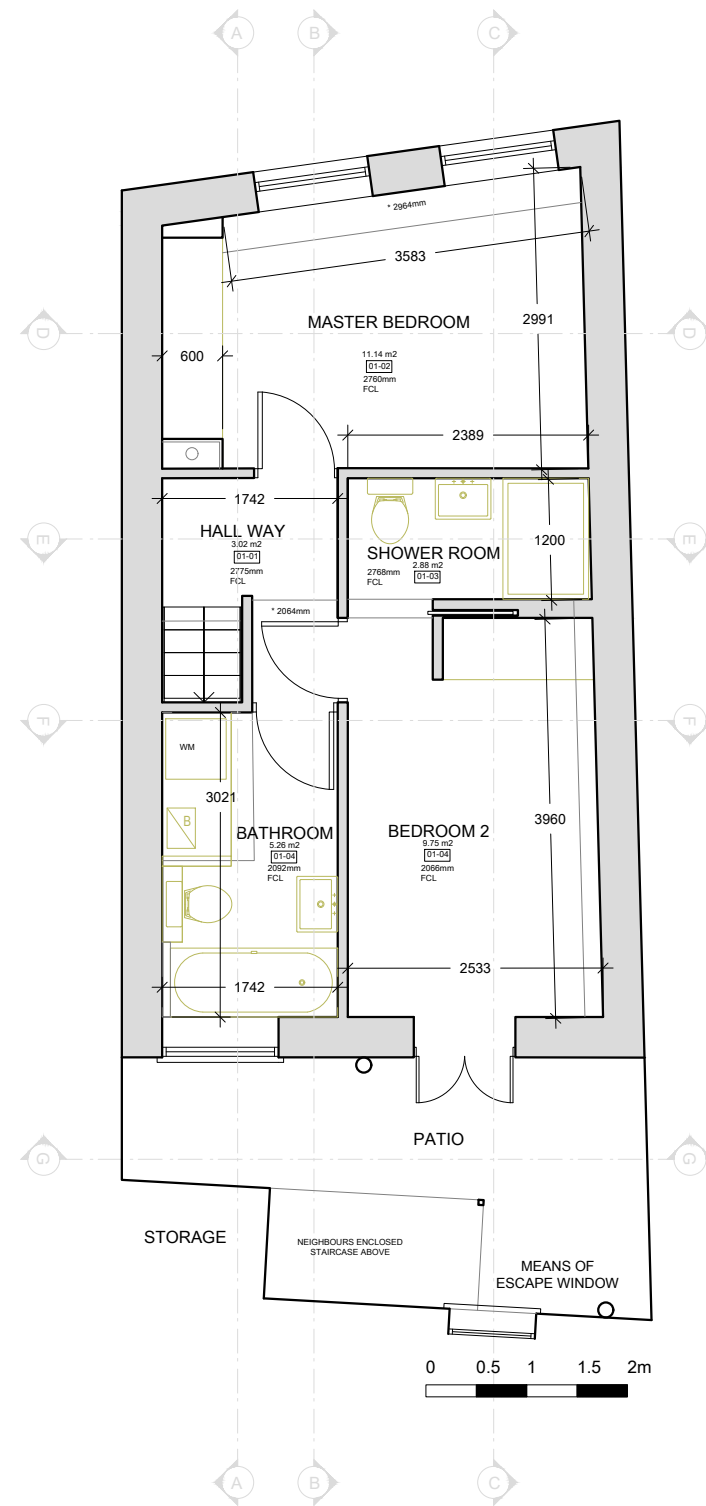 A
B
C
* 2964mm
3583
MASTER BEDROOM
2991
D
D
600
11.14 m2
01-02
2760mm
FCL
2389
1742
HALL WAY
3.02 m2
01-01
2775mm
FCL
E
E
1200
SHOWER ROOM
2768mm
FCL
2.88 m2
01-03
* 2064mm
F
F
WM
3021
B
BATHROOM
5.26 m2
01-04
2092mm
FCL
BEDROOM 2
9.75 m2
01-04
2066mm
FCL
3960
2533
1742
PATIO
G
G
STORAGE
NEIGHBOURS ENCLOSED
STAIRCASE ABOVE
MEANS OF
ESCAPE WINDOW
0 0.5 1 1.5 2m
A
B
C